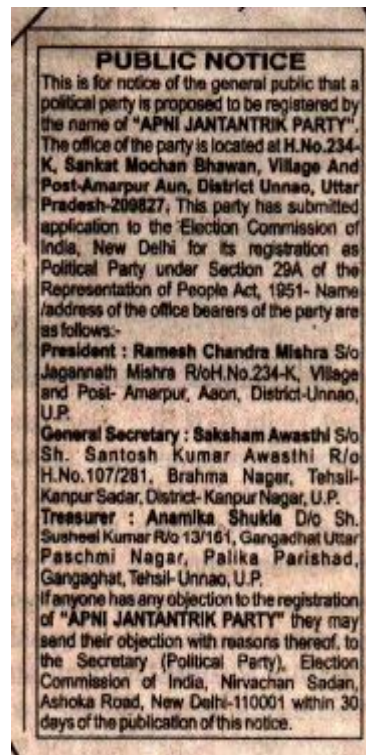 PUBLIC NOTICE
This is for notice of the general public that a
political party is proposed to be registered by
the name of "APNI JANTANTRIK PARTY".
The office of the party is located at H.No.234-
K, Sankat Mochan Bhawan, Village And
Post-Amarpur Aun, District Unnao, Uttar
Pradesh-209827. This party has submitted
application to the Election Commission of
India, New Delhi for its registration as
Political Party under Section 29A of the
Representation of People Act, 1951- Name
/address of the office bearers of the party are
as follows:-
President : Ramesh Chandra Mishra S/o
Jagannath Mishra R/oH.No.234-K, Village
and Post- Amarpur, Aaon, District-Unnao,
U.P.
General Secretary : Saksham Awasthi S/o
Sh. Santosh Kumar Awasthi R/o
H.No.107/281, Brahma Nagar, Tehsil-
Kanpur Sadar, District- Kanpur Nagar, U.P.
Treasurer : Anamika Shukla D/o Sh.
Susheel Kumar R/o 13/161, Gangadhat Uttar
Paschmi Nagar, Palika Parishad,
Gangaghat, Tehsil- Unnao, U.P.
If anyone has any objection to the registration
of "APNI JANTANTRIK PARTY" they may
send their objection with reasons thereof, to
the Secretary (Political Party), Election
Commission of India, Nirvachan Sadan,
Ashoka Road, New Delhi-110001 within 30
days of the publication of this notice.